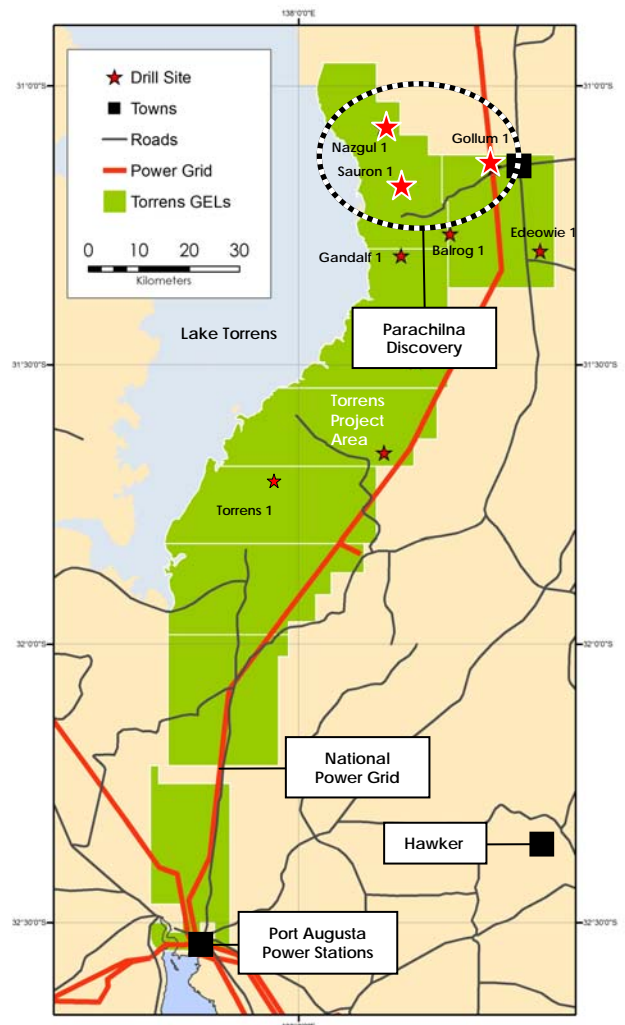 138°0'0"E
Drill Site
Towns
Roads
Power Grid
Torrens GELs
0 10 20 30
Kilometers
31°0'0"S
Nazgul 1
Gollum 1
Sauron 1
Gandalf 1
Balrog 1
Edeowie 1
Lake Torrens
Parachilna
Discovery
31°30'0"S
31°30'0"S
Torrens
Project
Area
Torrens 1
32°0'0"S
32°0'0"S
National
Power Grid
Hawker
32°30'0"S
32°30'0"S
Port Augusta
Power Stations